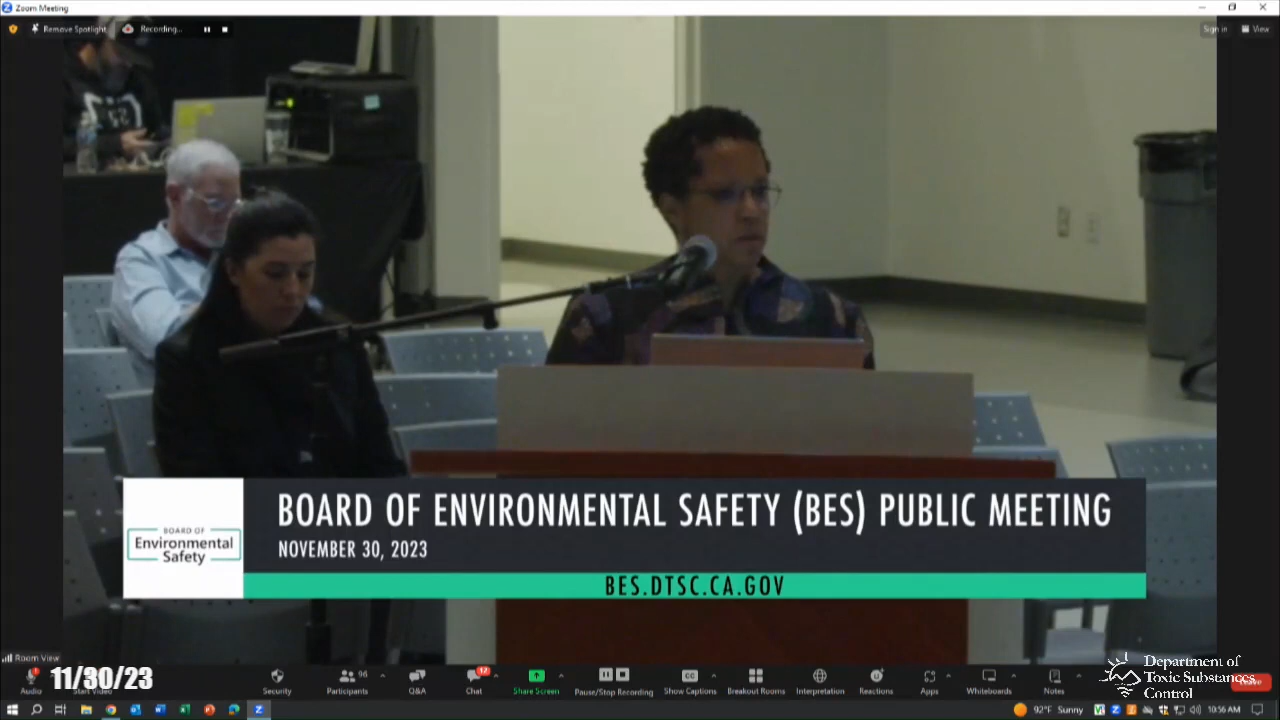 Zoom Meeting
Remove Spotlight
Recording...
Sign in
View
BOARD OF
Environmental
Safety
BOARD OF ENVIRONMENTAL SAFETY (BES) PUBLIC MEETING
NOVEMBER 30, 2023
BES.DTSC.CA.GOV
Room View
11/30/23
Audio
Start Video
Security
96
Participants
Q&A
12
Chat
Share Screen
Pause/Stop Recording
CC
Show Captions
Breakout Rooms
Interpretation
Reactions
Apps
Whiteboards
Notes
Department of
Toxic Substances
Control
92°F Sunny
10:56 AM